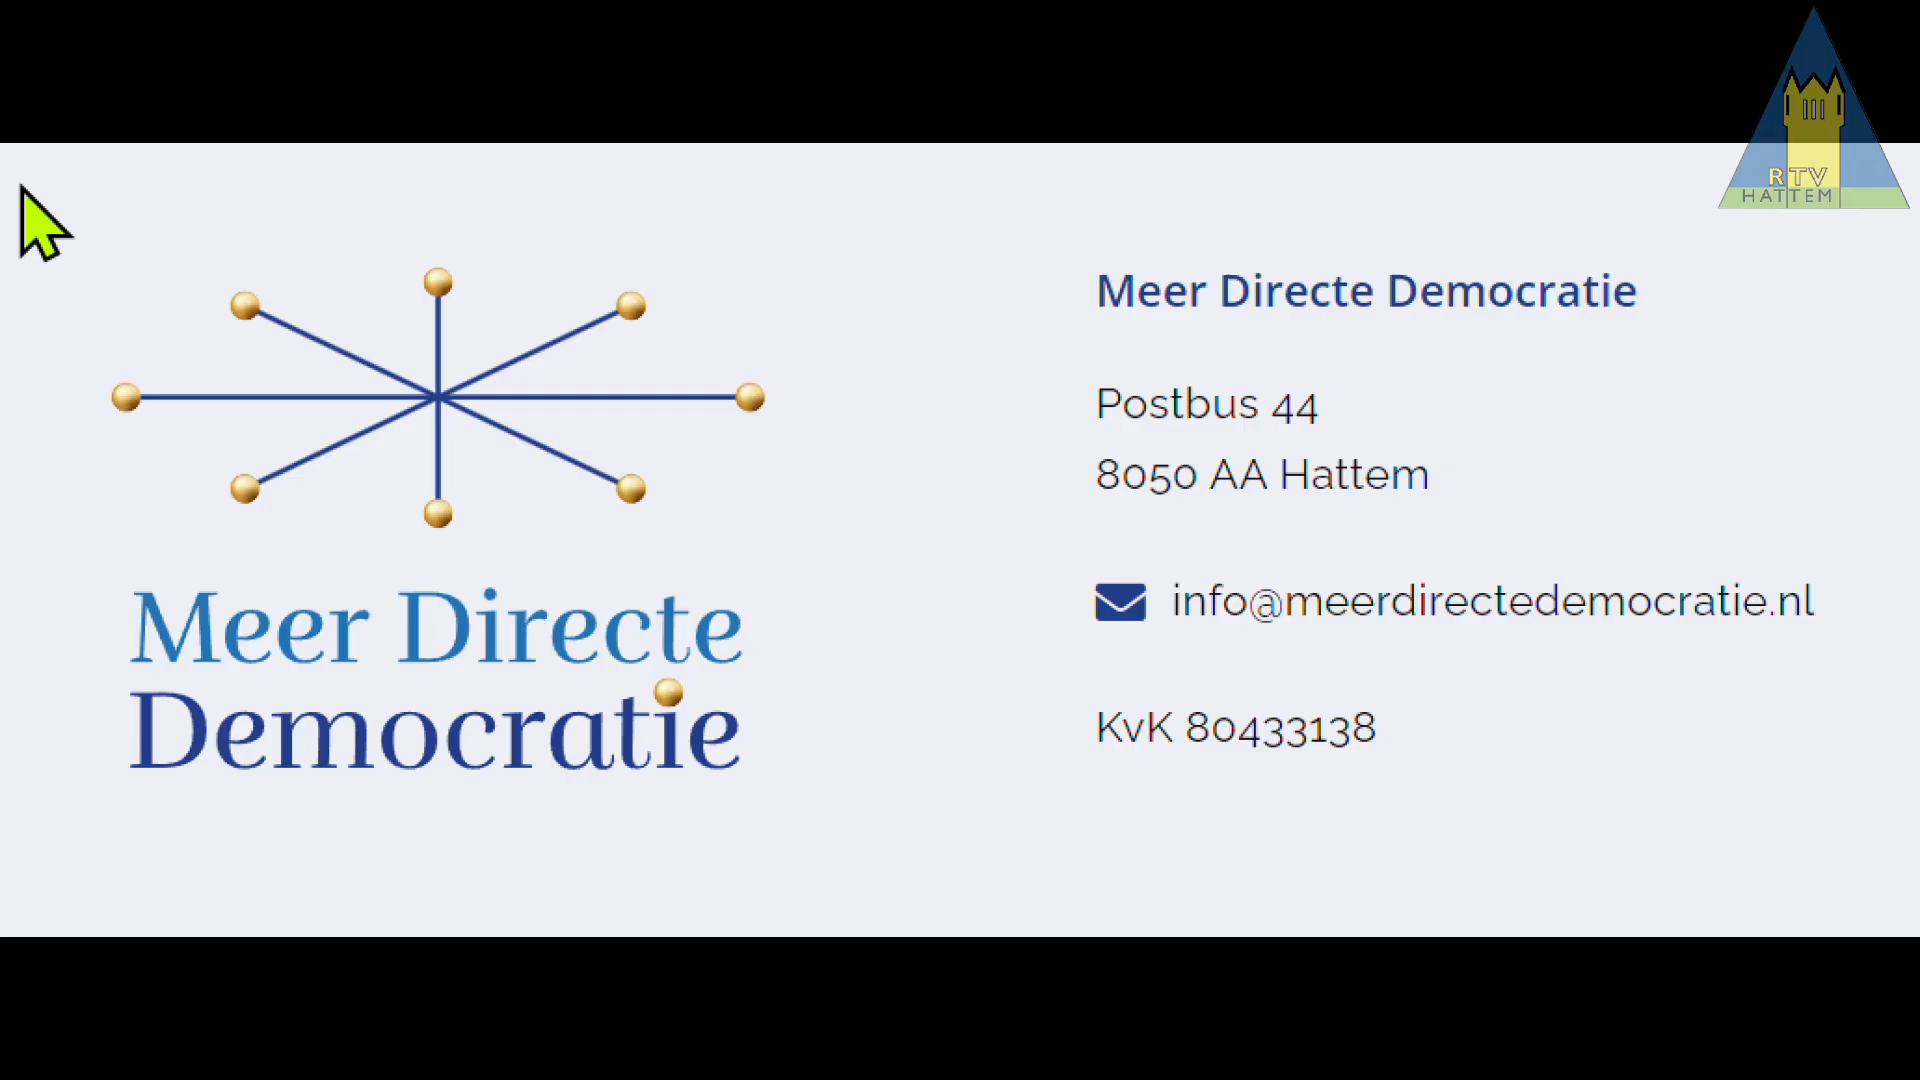 RTV
HATTEM
Meer Directe
Democratie
Meer Directe Democratie
Postbus 44
8050 AA Hattem
info@meerdirectedemocratie.nl
KvK 80433138